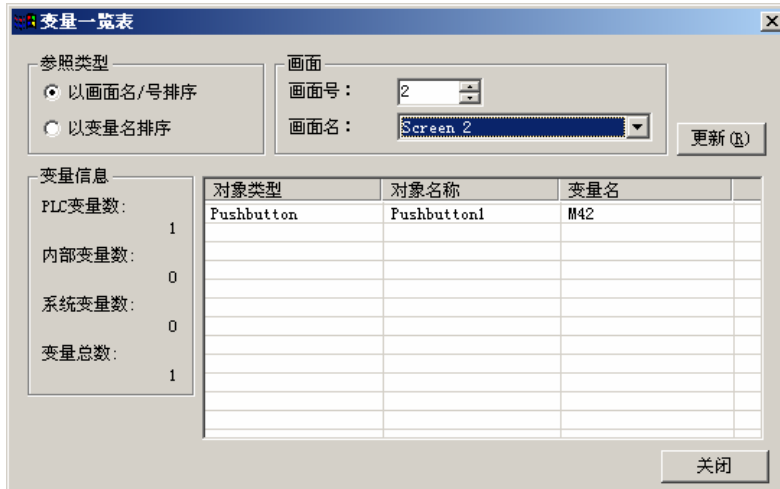 变量一览表
参照类型
以画面名/号排序
以变量名排序
画面
画面号：
2
画面名：
Screen 2
更新(R)
变量信息
PLC变量数:
1
内部变量数:
0
系统变量数:
0
变量总数:
1
对象类型 对象名称 变量名
Pushbutton Pushbutton1 M42
关闭